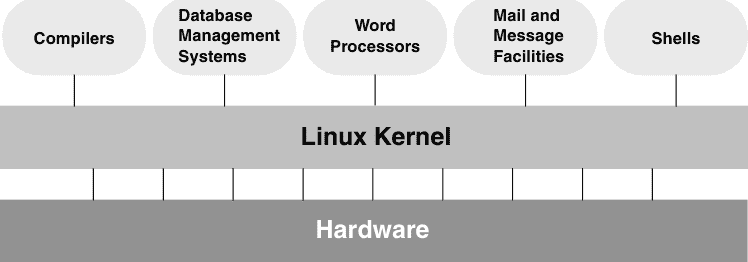 Compilers
Database
Management
Systems
Word
Processors
Mail and
Message
Facilities
Shells
Linux Kernel
Hardware